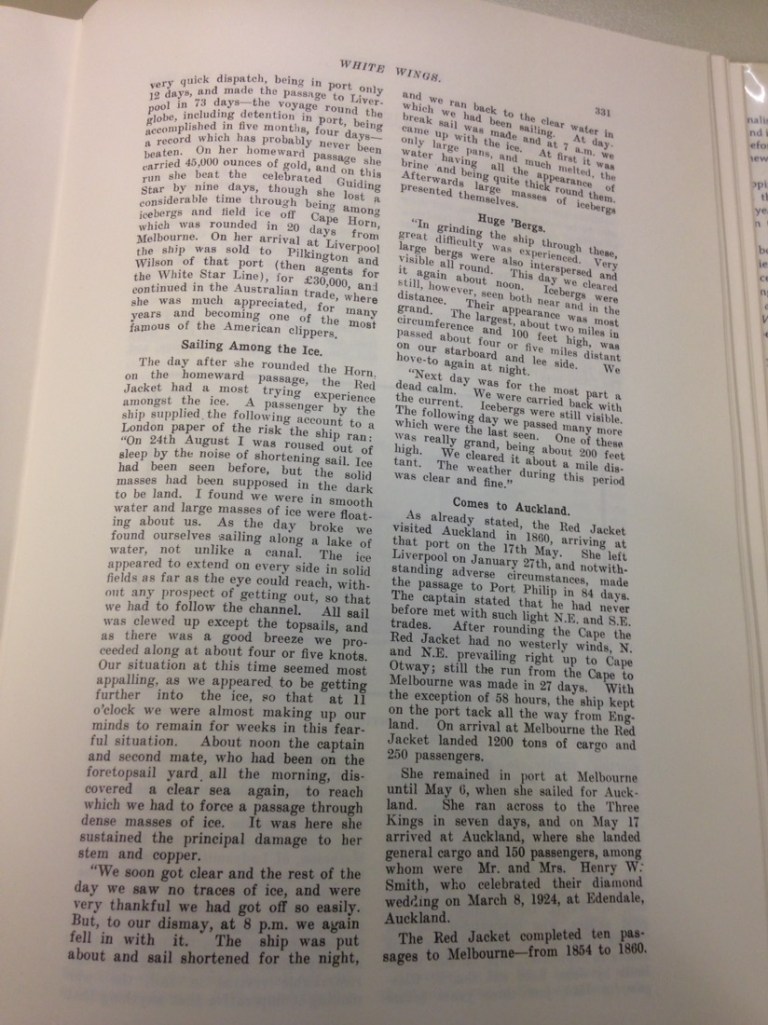 WHITE WINGS.
331
very quick dispatch, being in port only
12 days, and made the passage to Liver-
pool in 73 days—the voyage round the
globe, including detention in port, being
accomplished in five months, four days—
a record which has probably never been
beaten. On her homeward passage she
carried 45,000 ounces of gold, and on this
run she beat the celebrated Guiding
Star by nine days, though she lost a
considerable time through being among
icebergs and field ice off Cape Horn,
which was rounded in 20 days from
Melbourne. On her arrival at Liverpool
the ship was sold to Pilkington and
Wilson of that port (then agents for
the White Star Line), for £30,000, and
continued in the Australian trade, where
she was much appreciated, for many
years and becoming one of the most
famous of the American clippers.
Sailing Among the Ice.
The day after she rounded the Horn,
on the homeward passage, the Red
Jacket had a most trying experience
amongst the ice. A passenger by the
ship supplied the following account to a
London paper of the risk the ship ran:
"On 24th August I was roused out of
sleep by the noise of shortening sail. Ice
had been seen before, but the solid
masses had been supposed in the dark
to be land. I found we were in smooth
water and large masses of ice were float-
ing about us. As the day broke we
found ourselves sailing along a lake of
water, not unlike a canal. The ice
appeared to extend on every side in solid
fields as far as the eye could reach, with-
out any prospect of getting out, so that
we had to follow the channel. All sail
was clewed up except the topsails, and
as there was a good breeze we pro-
ceeded along at about four or five knots.
Our situation at this time seemed most
appalling, as we appeared to be getting
further into the ice, so that at 11
o'clock we were almost making up our
minds to remain for weeks in this fear-
ful situation. About noon the captain
and second mate, who had been on the
foretopsail yard all the morning, dis-
covered a clear sea again, to reach
which we had to force a passage through
dense masses of ice. It was here she
sustained the principal damage to her
stem and copper.
"We soon got clear and the rest of the
day we saw no traces of ice, and were
very thankful we had got off so easily.
But, to our dismay, at 8 p.m. we again
fell in with it. The ship was put
about and sail shortened for the night,
and we ran back to the clear water in
which we had been sailing. At day-
break sail was made and at 7 a.m. we
came up with the ice. At first it was
only large pans, and much melted, the
water having all the appearance of
brine and being quite thick round them.
Afterwards large masses of icebergs
presented themselves.
Huge 'Bergs.
"In grinding the ship through these,
great difficulty was experienced. Very
large bergs were also interspersed and
visible all round. This day we cleared
it again about noon. Icebergs were
still, however, seen both near and in the
distance. Their appearance was most
grand. The largest, about two miles in
circumference and 100 feet high, was
passed about four or five miles distant
on our starboard and lee side. We
hove-to again at night.
"Next day was for the most part a
dead calm. We were carried back with
the current. Icebergs were still visible.
The following day we passed many more
which were the last seen. One of these
was really grand, being about 200 feet
high. We cleared it about a mile dis-
tant. The weather during this period
was clear and fine."
Comes to Auckland.
As already stated, the Red Jacket
visited Auckland in 1860, arriving at
that port on the 17th May. She left
Liverpool on January 27th, and notwith-
standing adverse circumstances, made
the passage to Port Philip in 84 days.
The captain stated that he had never
before met with such light N.E. and S.E.
trades. After rounding the Cape the
Red Jacket had no westerly winds, N.
and N.E. prevailing right up to Cape
Otway; still the run from the Cape to
Melbourne was made in 27 days. With
the exception of 58 hours, the ship kept
on the port tack all the way from Eng-
land. On arrival at Melbourne the Red
Jacket landed 1200 tons of cargo and
250 passengers.
She remained in port at Melbourne
until May 6, when she sailed for Auck-
land. She ran across to the Three
Kings in seven days, and on May 17
arrived at Auckland, where she landed
general cargo and 150 passengers, among
whom were Mr. and Mrs. Henry W.
Smith, who celebrated their diamond
wedding on March 8, 1924, at Edendale,
Auckland.
The Red Jacket completed ten pas-
sages to Melbourne—from 1854 to 1860.